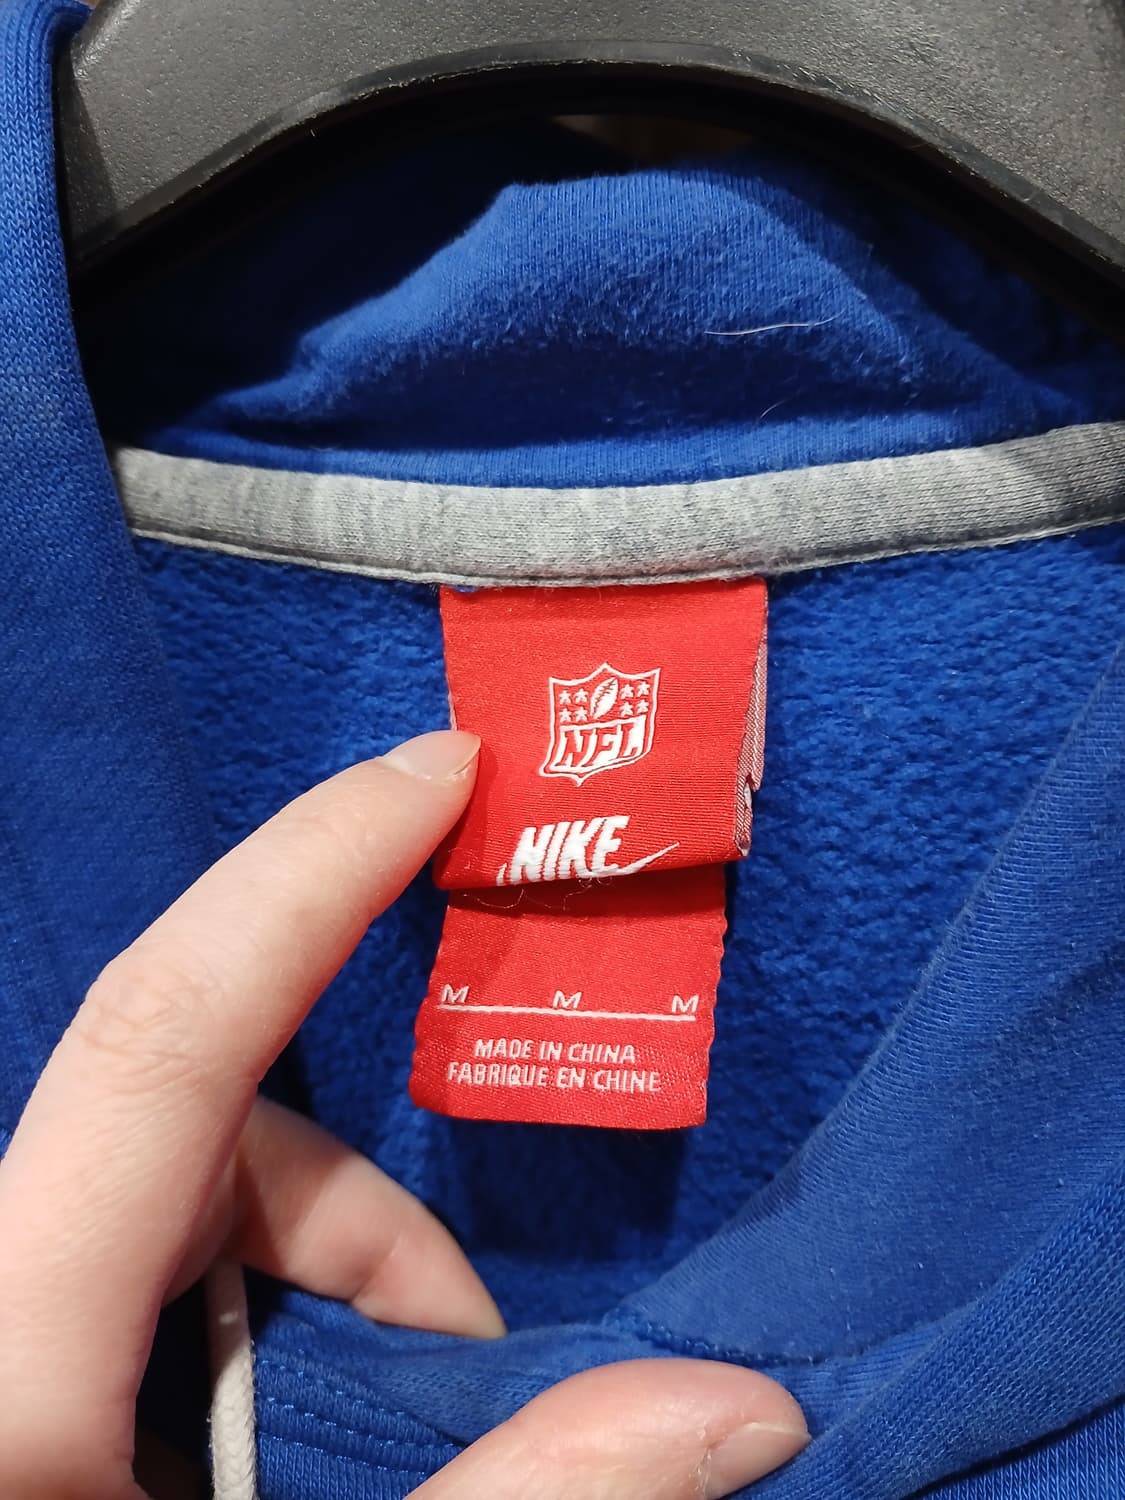 NFL
NIKE
M M M
MADE IN CHINA
FABRIQUE EN CHINE